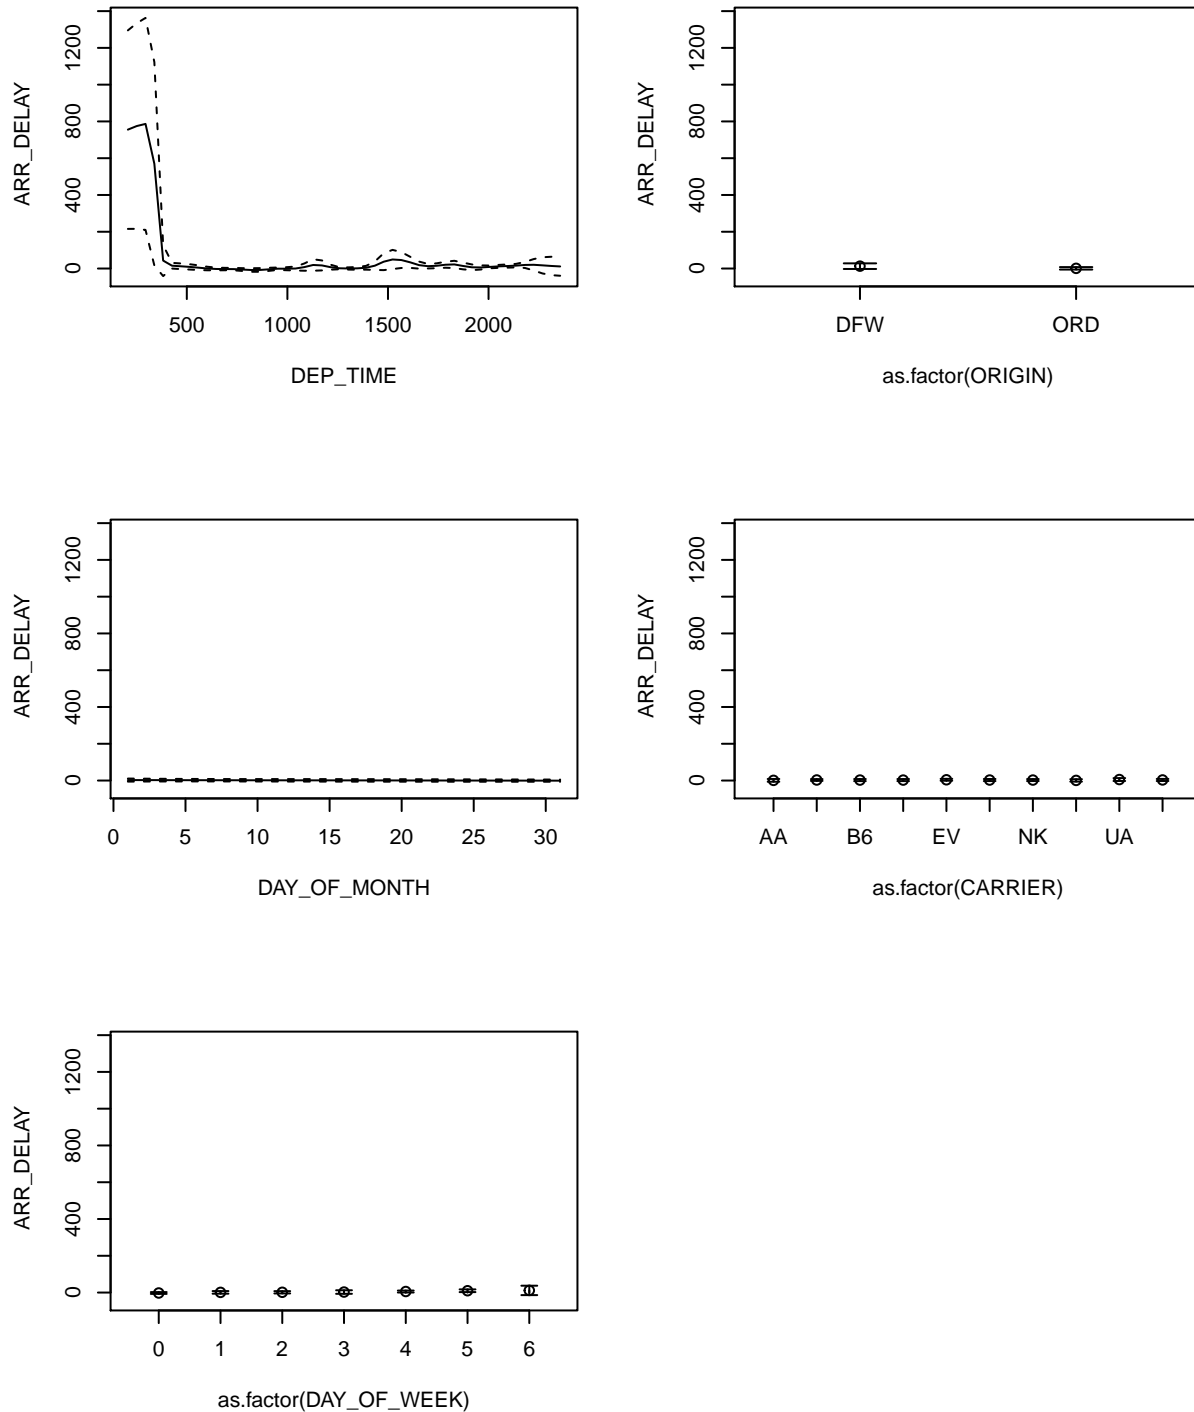 ARR_DELAY
0 400 800 1200
500 1000 1500 2000
DEP_TIME
ARR_DELAY
0 400 800 1200
DFW ORD
as.factor(ORIGIN)
ARR_DELAY
0 400 800 1200
0 5 10 15 20 25 30
DAY_OF_MONTH
ARR_DELAY
0 400 800 1200
AA B6 EV NK UA
as.factor(CARRIER)
ARR_DELAY
0 400 800 1200
0 1 2 3 4 5 6
as.factor(DAY_OF_WEEK)